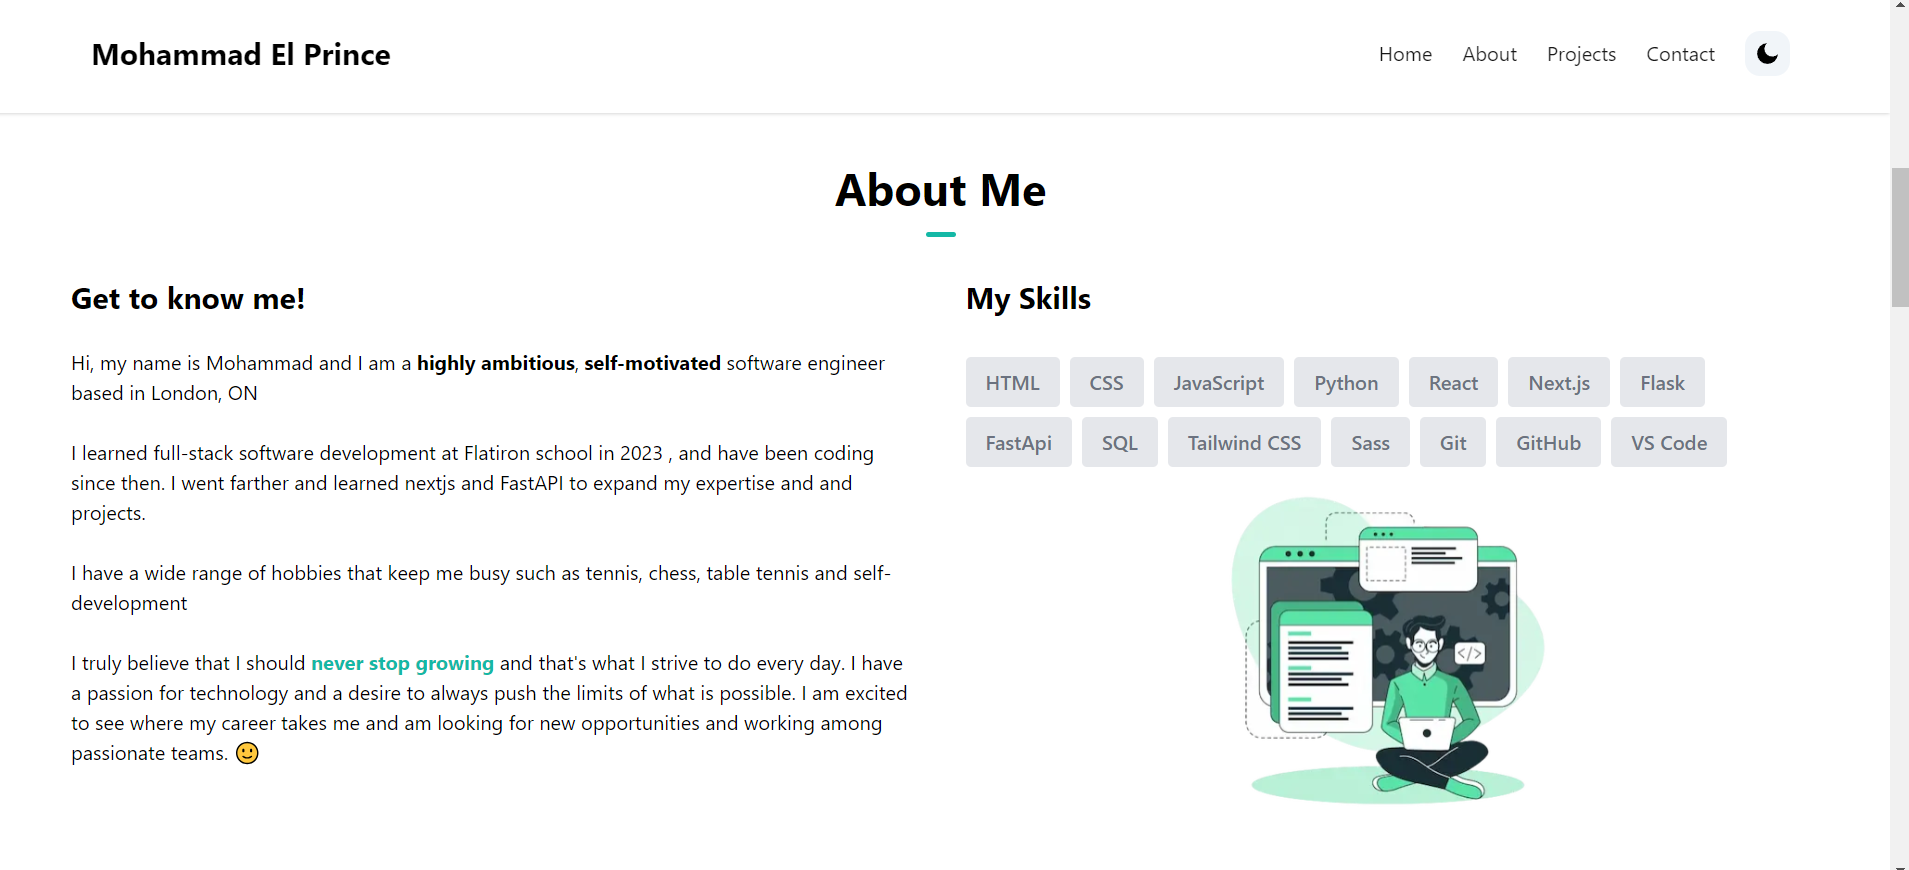 Mohammad El Prince
Home About Projects Contact
About Me
Get to know me!
Hi, my name is Mohammad and I am a highly ambitious, self-motivated software engineer
based in London, ON
I learned full-stack software development at Flatiron school in 2023 , and have been coding
since then. I went farther and learned nextjs and FastAPI to expand my expertise and and
projects.
I have a wide range of hobbies that keep me busy such as tennis, chess, table tennis and self-
development
I truly believe that I should never stop growing and that's what I strive to do every day. I have
a passion for technology and a desire to always push the limits of what is possible. I am excited
to see where my career takes me and am looking for new opportunities and working among
passionate teams. 🙂
My Skills
HTML CSS JavaScript Python React Next.js Flask
FastApi SQL Tailwind CSS Sass Git GitHub VS Code
</>